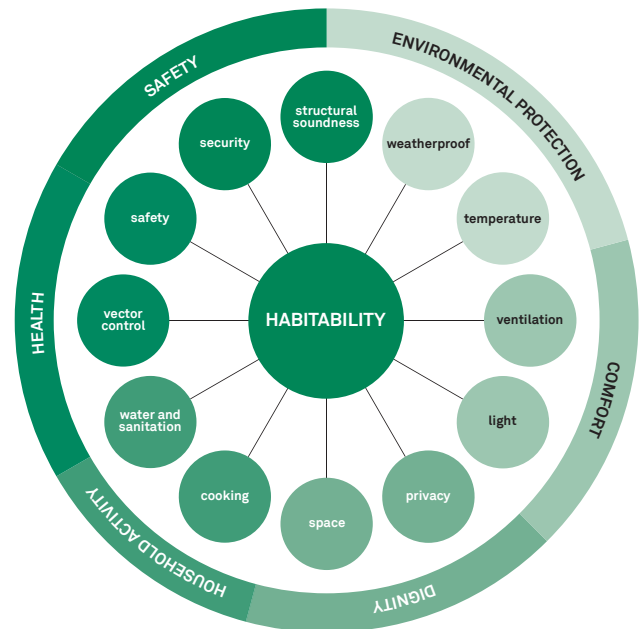 SAFETY
ENVIRONMENTAL PROTECTION
COMFORT
DIGNITY
HOUSEHOLD ACTIVITY
HEALTH
structural
soundness
weatherproof
temperature
ventilation
light
privacy
space
cooking
water and
sanitation
vector
control
safety
security
HABITABILITY